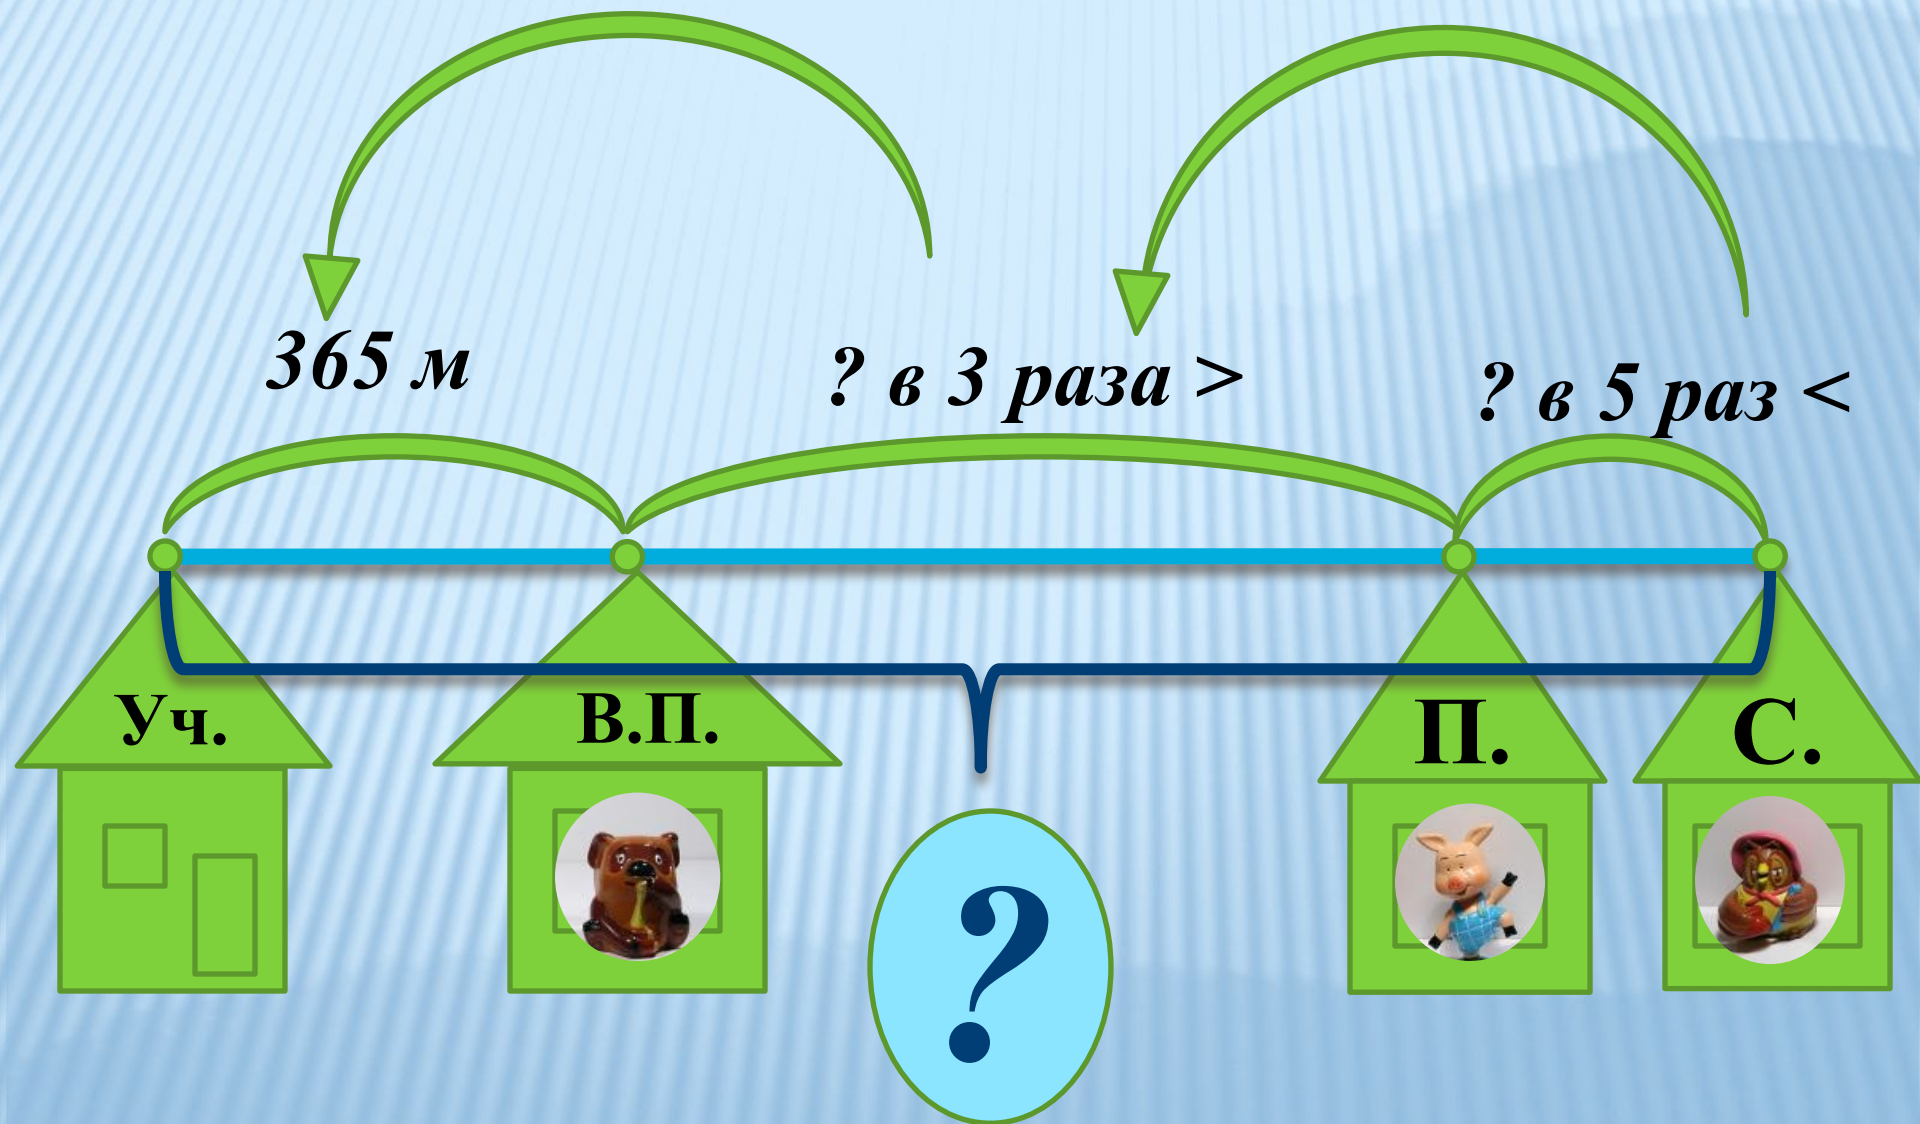 365 м
? в 3 раза >
? в 5 раз <
Уч.
В.П.
П.
С.
?